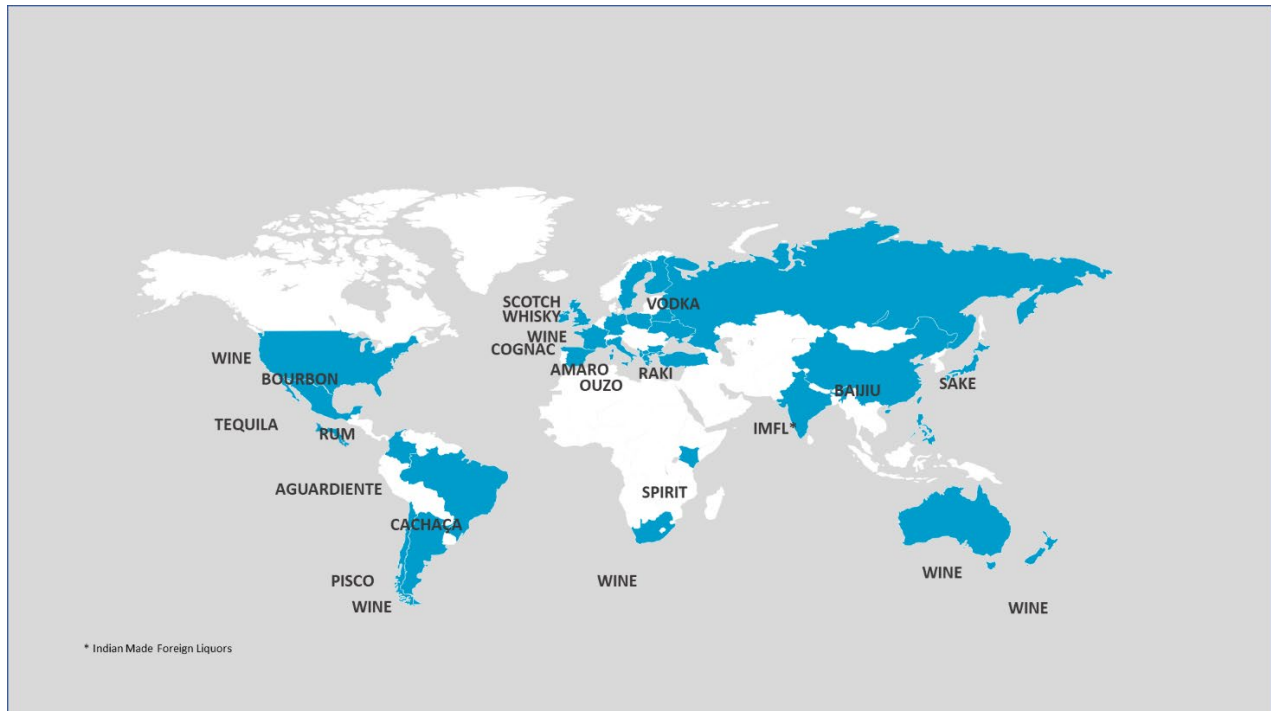 SCOTCH
WHISKY
VODKA
WINE
COGNAC
WINE
AMARO
RAKI
OUZO
BOURBON
BAIJIU
SAKE
TEQUILA
RUM
IMFL*
AGUARDIENTE
SPIRIT
CACHAÇA
PISCO
WINE
WINE
WINE
WINE
* Indian Made Foreign Liquors